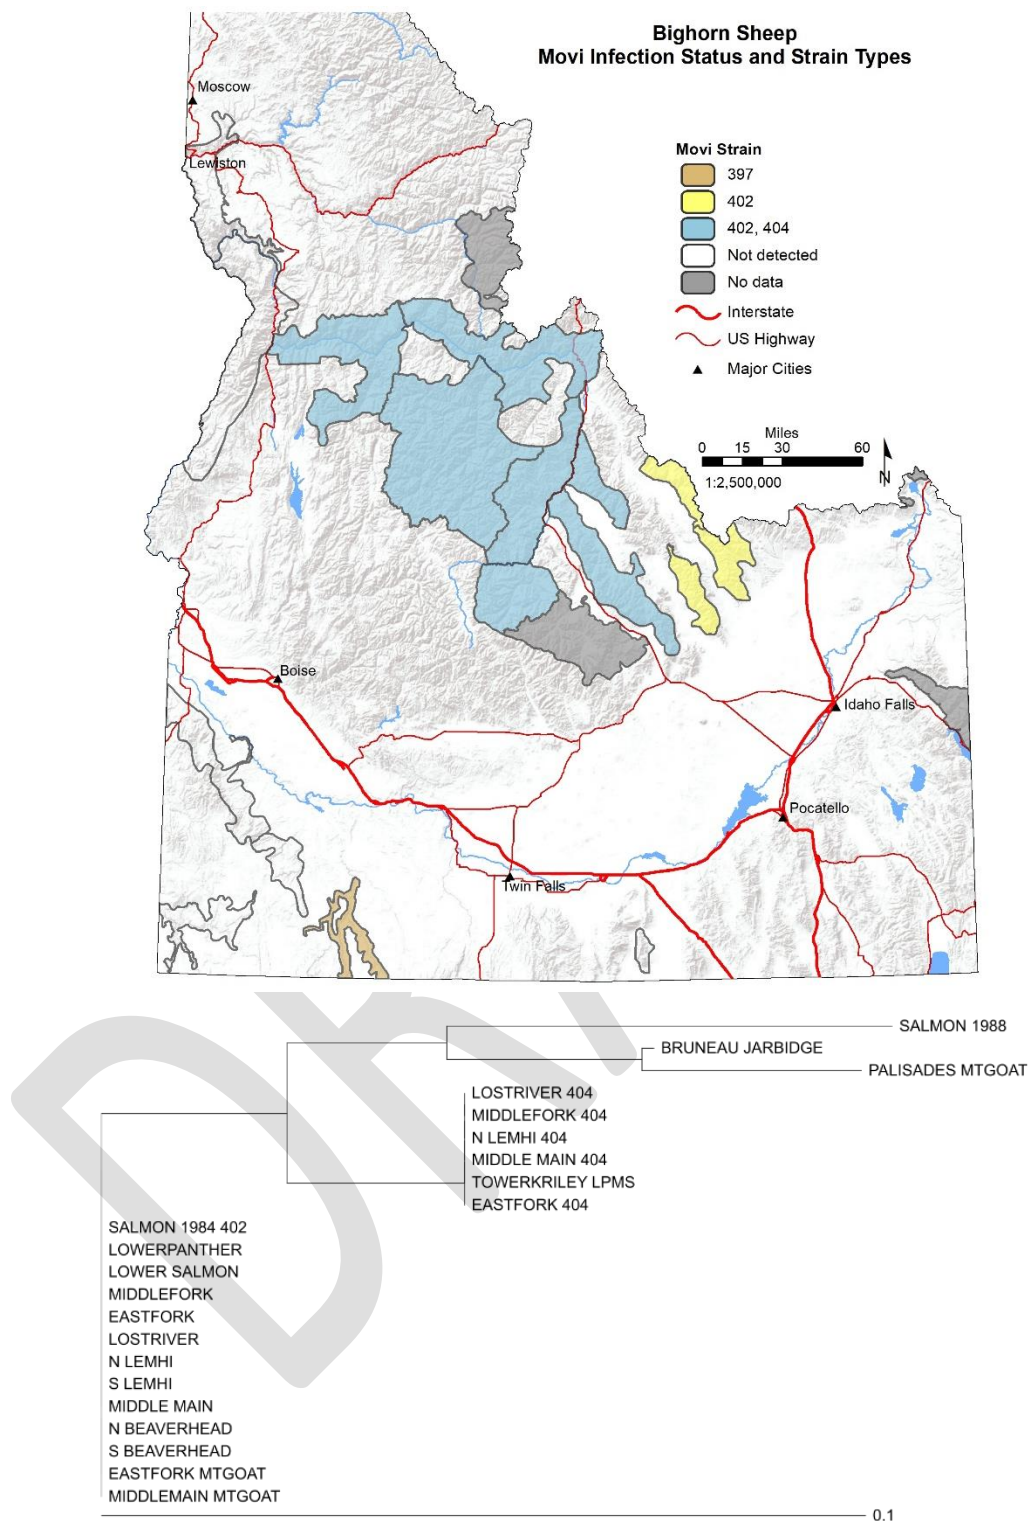 Bighorn Sheep
Movi Infection Status and Strain Types
Moscow
Lewiston
Movi Strain
397
402
402, 404
Not detected
No data
Interstate
US Highway
Major Cities
Miles
0 15 30 60
1:2,500,000
N
Boise
Idaho Falls
Pocatello
Twin Falls
SALMON 1988
BRUNEAU JARBIDGE
PALISADES MTGOAT
LOSTRIVER 404
MIDDLEFORK 404
N LEMHI 404
MIDDLE MAIN 404
TOWERKRILEY LPMS
EASTFORK 404
SALMON 1984 402
LOWERPANTHER
LOWER SALMON
MIDDLEFORK
EASTFORK
LOSTRIVER
N LEMHI
S LEMHI
MIDDLE MAIN
N BEAVERHEAD
S BEAVERHEAD
EASTFORK MTGOAT
MIDDLEMAIN MTGOAT
0.1